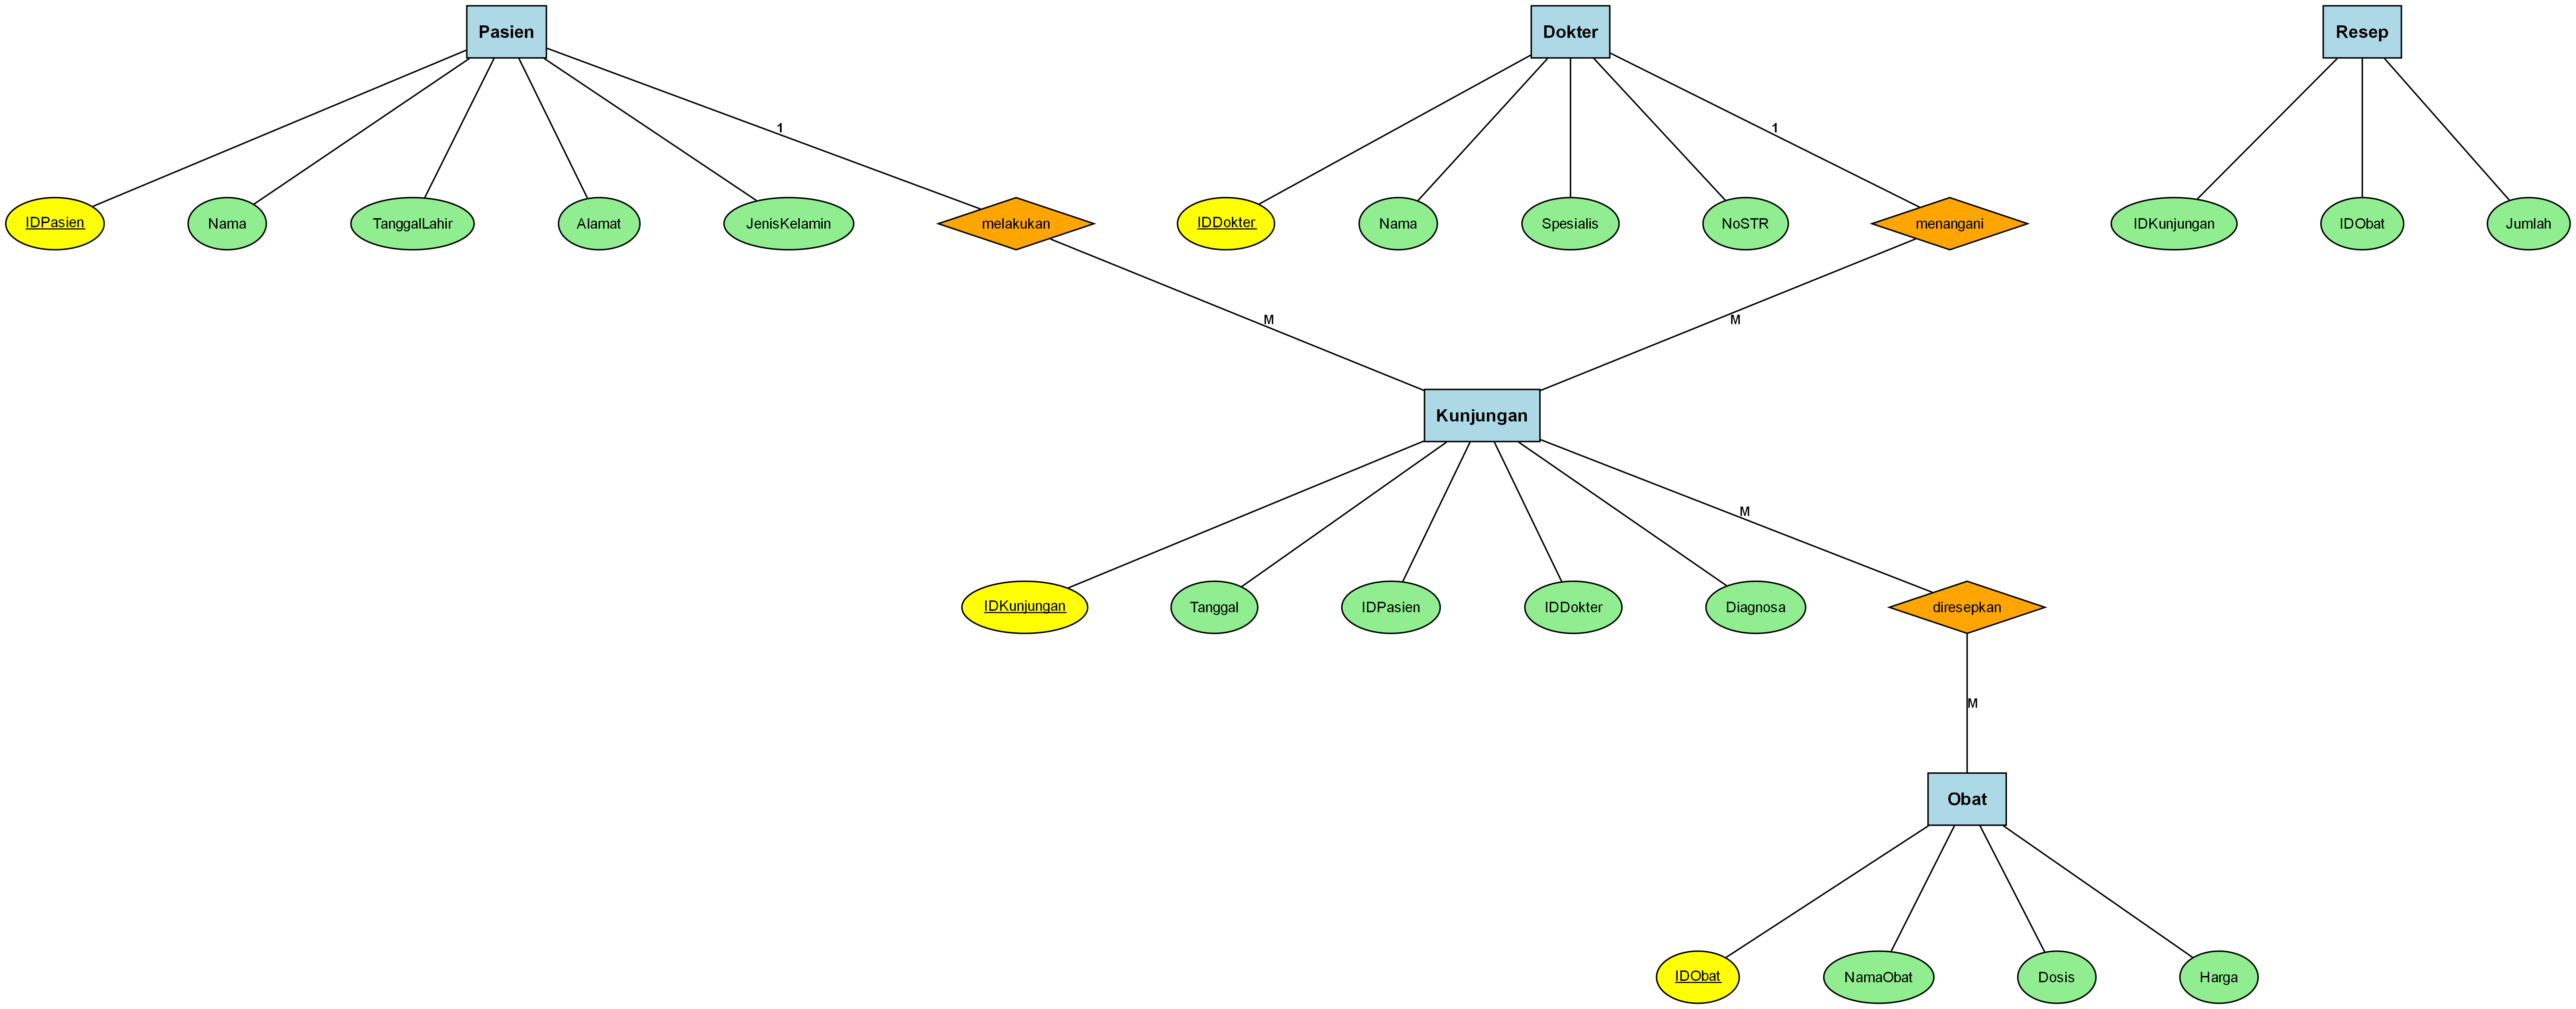 Pasien
Dokter
Resep
1
1
IDPasien
Nama
TanggalLahir
Alamat
JenisKelamin
melakukan
IDDokter
Nama
Spesialis
NoSTR
menangani
IDKunjungan
IDObat
Jumlah
M
M
Kunjungan
M
IDKunjungan
Tanggal
IDPasien
IDDokter
Diagnosa
diresepkan
M
Obat
IDObat
NamaObat
Dosis
Harga